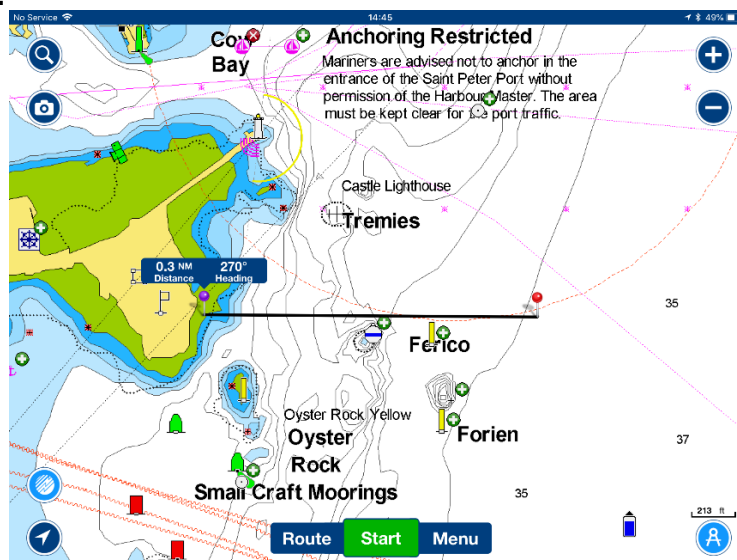 No Service
14:45
49%
Cow
Bay
Anchoring Restricted
Mariners are advised not to anchor in the
entrance of the Saint Peter Port without
permission of the Harbour Master. The area
must be kept clear for the port traffic.
Castle Lighthouse
Tremies
0.3 NM
Distance
270°
Heading
35
Ferico
Oyster Rock Yellow
Oyster
Rock
Forien
37
Small Craft Moorings
35
213 ft
Route
Start
Menu